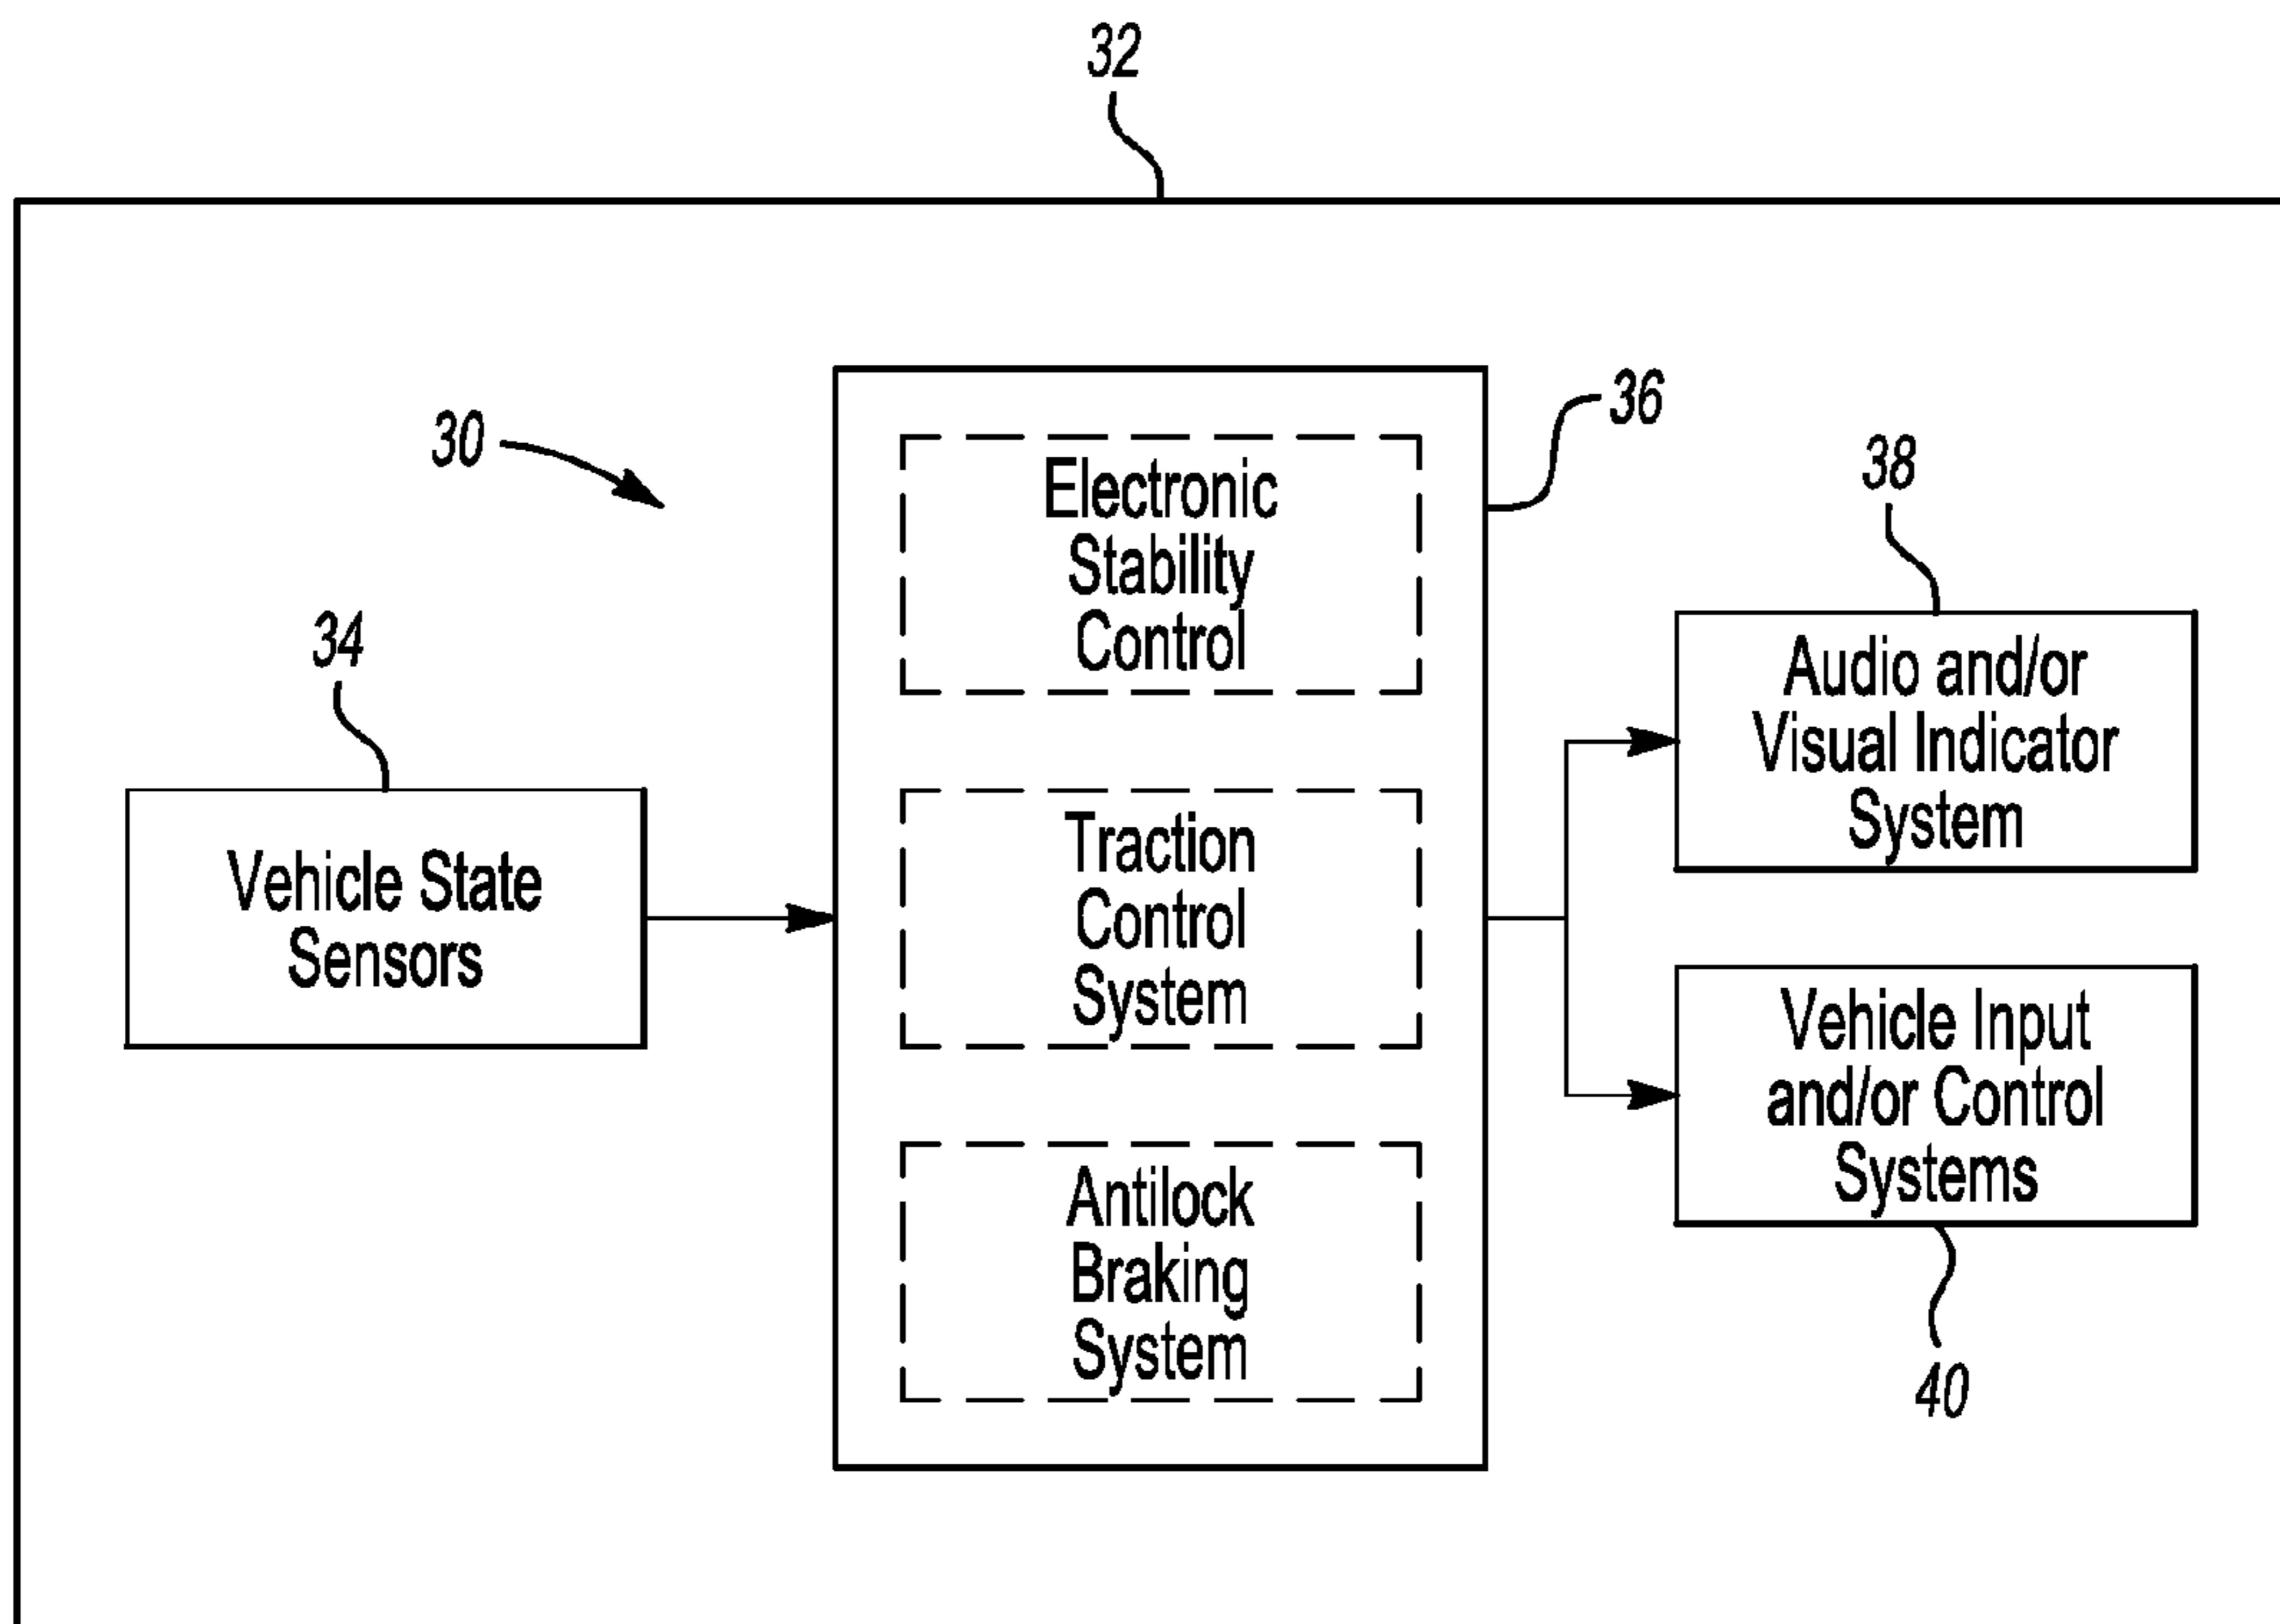 32
30
36
Electronic
Stability
Control
38
34
Audio and/or
Visual Indicator
System
Vehicle State
Sensors
Traction
Control
System
Vehicle Input
and/or Control
Systems
Antilock
Braking
System
40